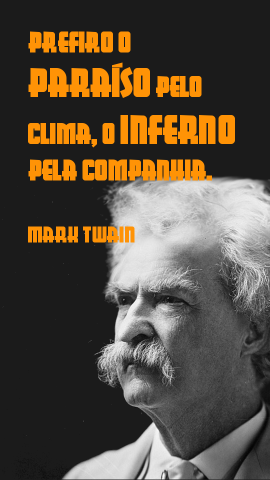 PREFIRO O
PARAÍSO PELO
CLIMA, O INFERNO
PELA COMPANHIA.
MARK TWAIN